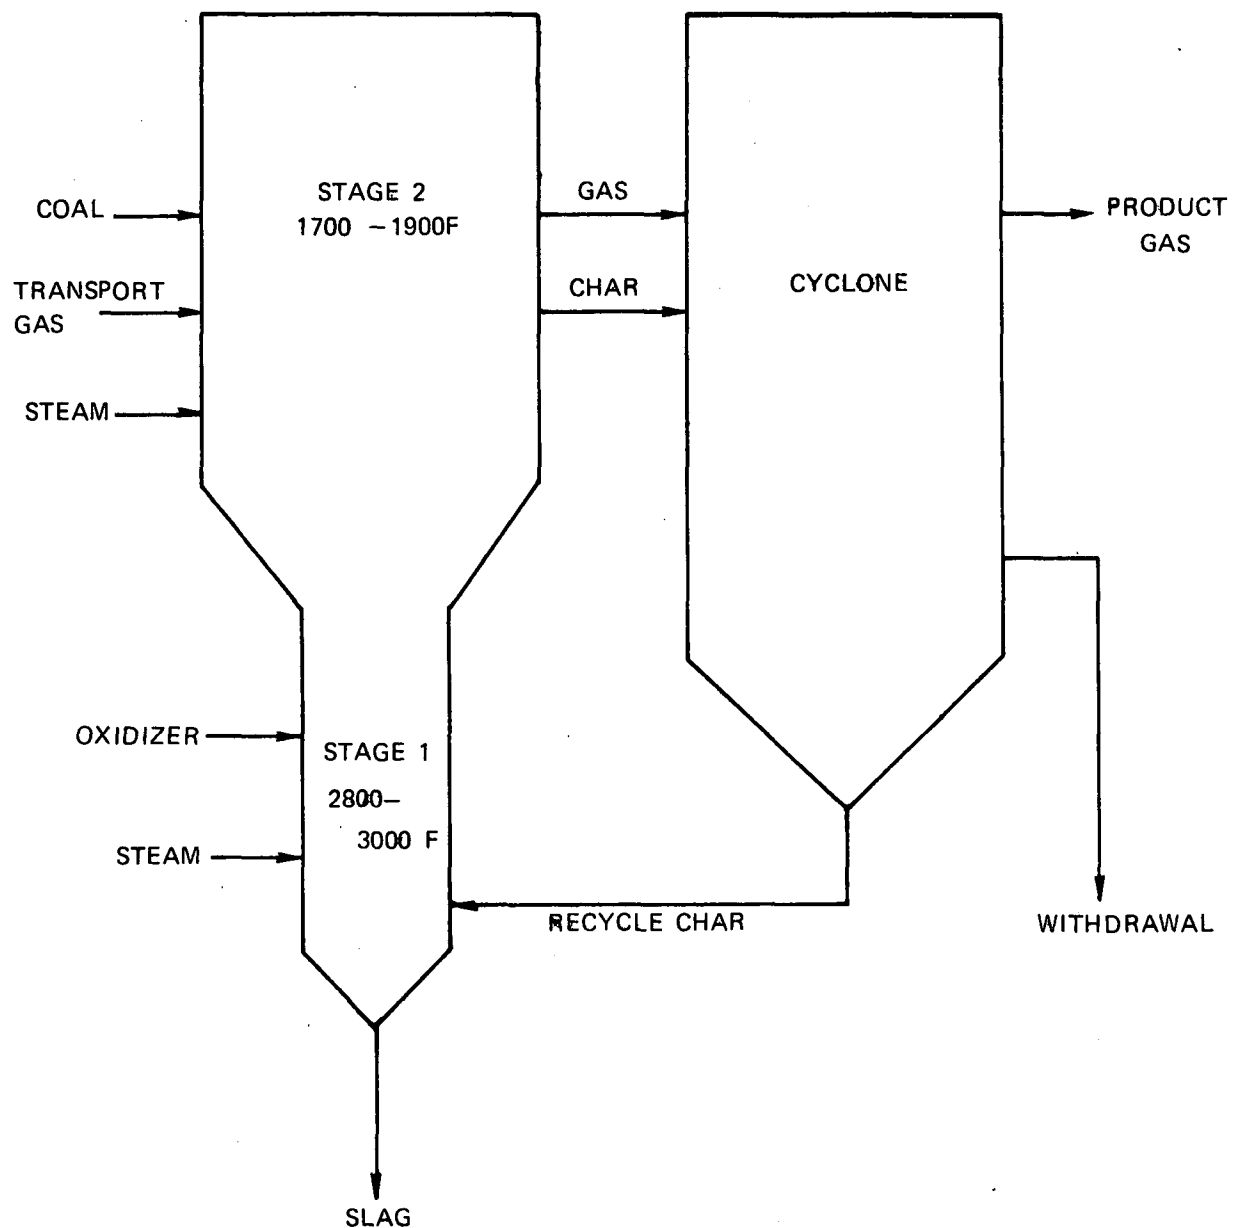 STAGE 2
1700 –1900F
COAL
GAS
PRODUCT
GAS
TRANSPORT
GAS
CHAR
CYCLONE
STEAM
OXIDIZER
STAGE 1
2800–
3000 F
STEAM
RECYCLE CHAR
WITHDRAWAL
SLAG